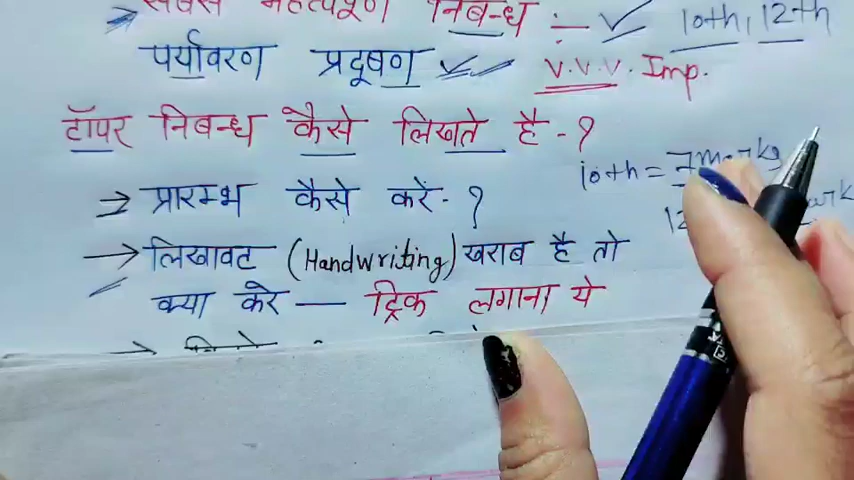 सबसे महत्वपूर्ण निबन्ध :- 10th, 12th
पर्यावरण प्रदूषण V.V.V. Imp.
टॉपर निबन्ध कैसे लिखते है - ?
10th = 7 marks
⇒ प्रारम्भ कैसे करें - ?
12
→ लिखावट (Handwriting) खराब है तो
क्या करे — ट्रिक लगाना ये